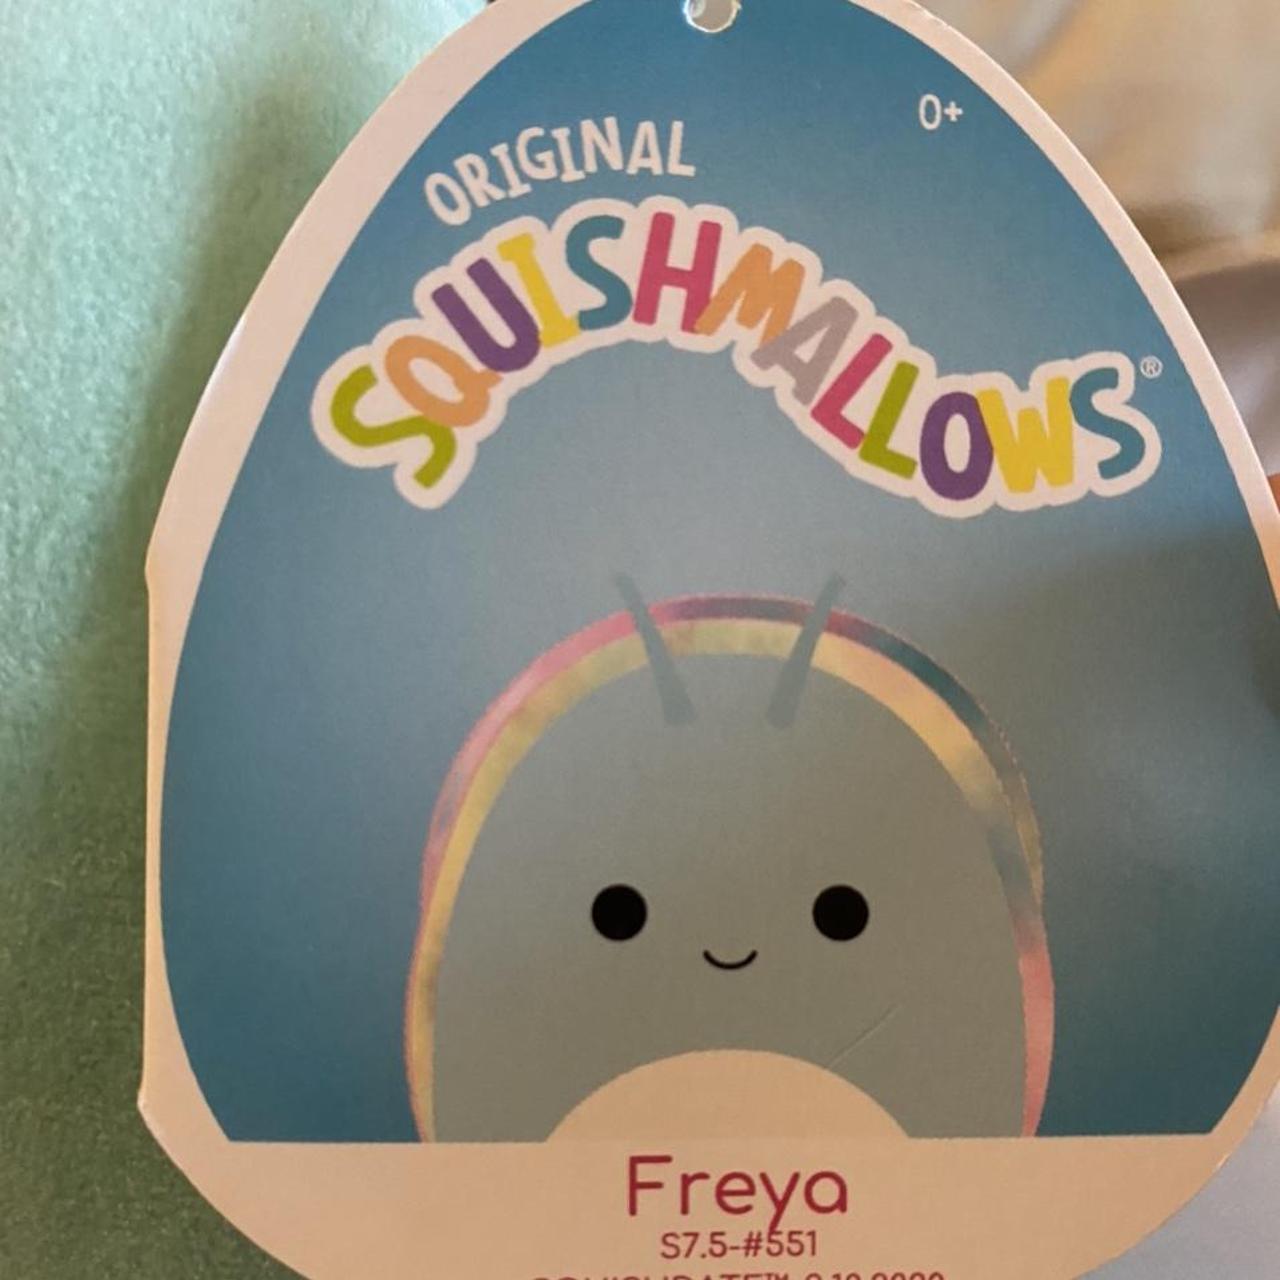 0+
ORIGINAL
SQUISHMALLOWS®
Freya
S7.5-#551